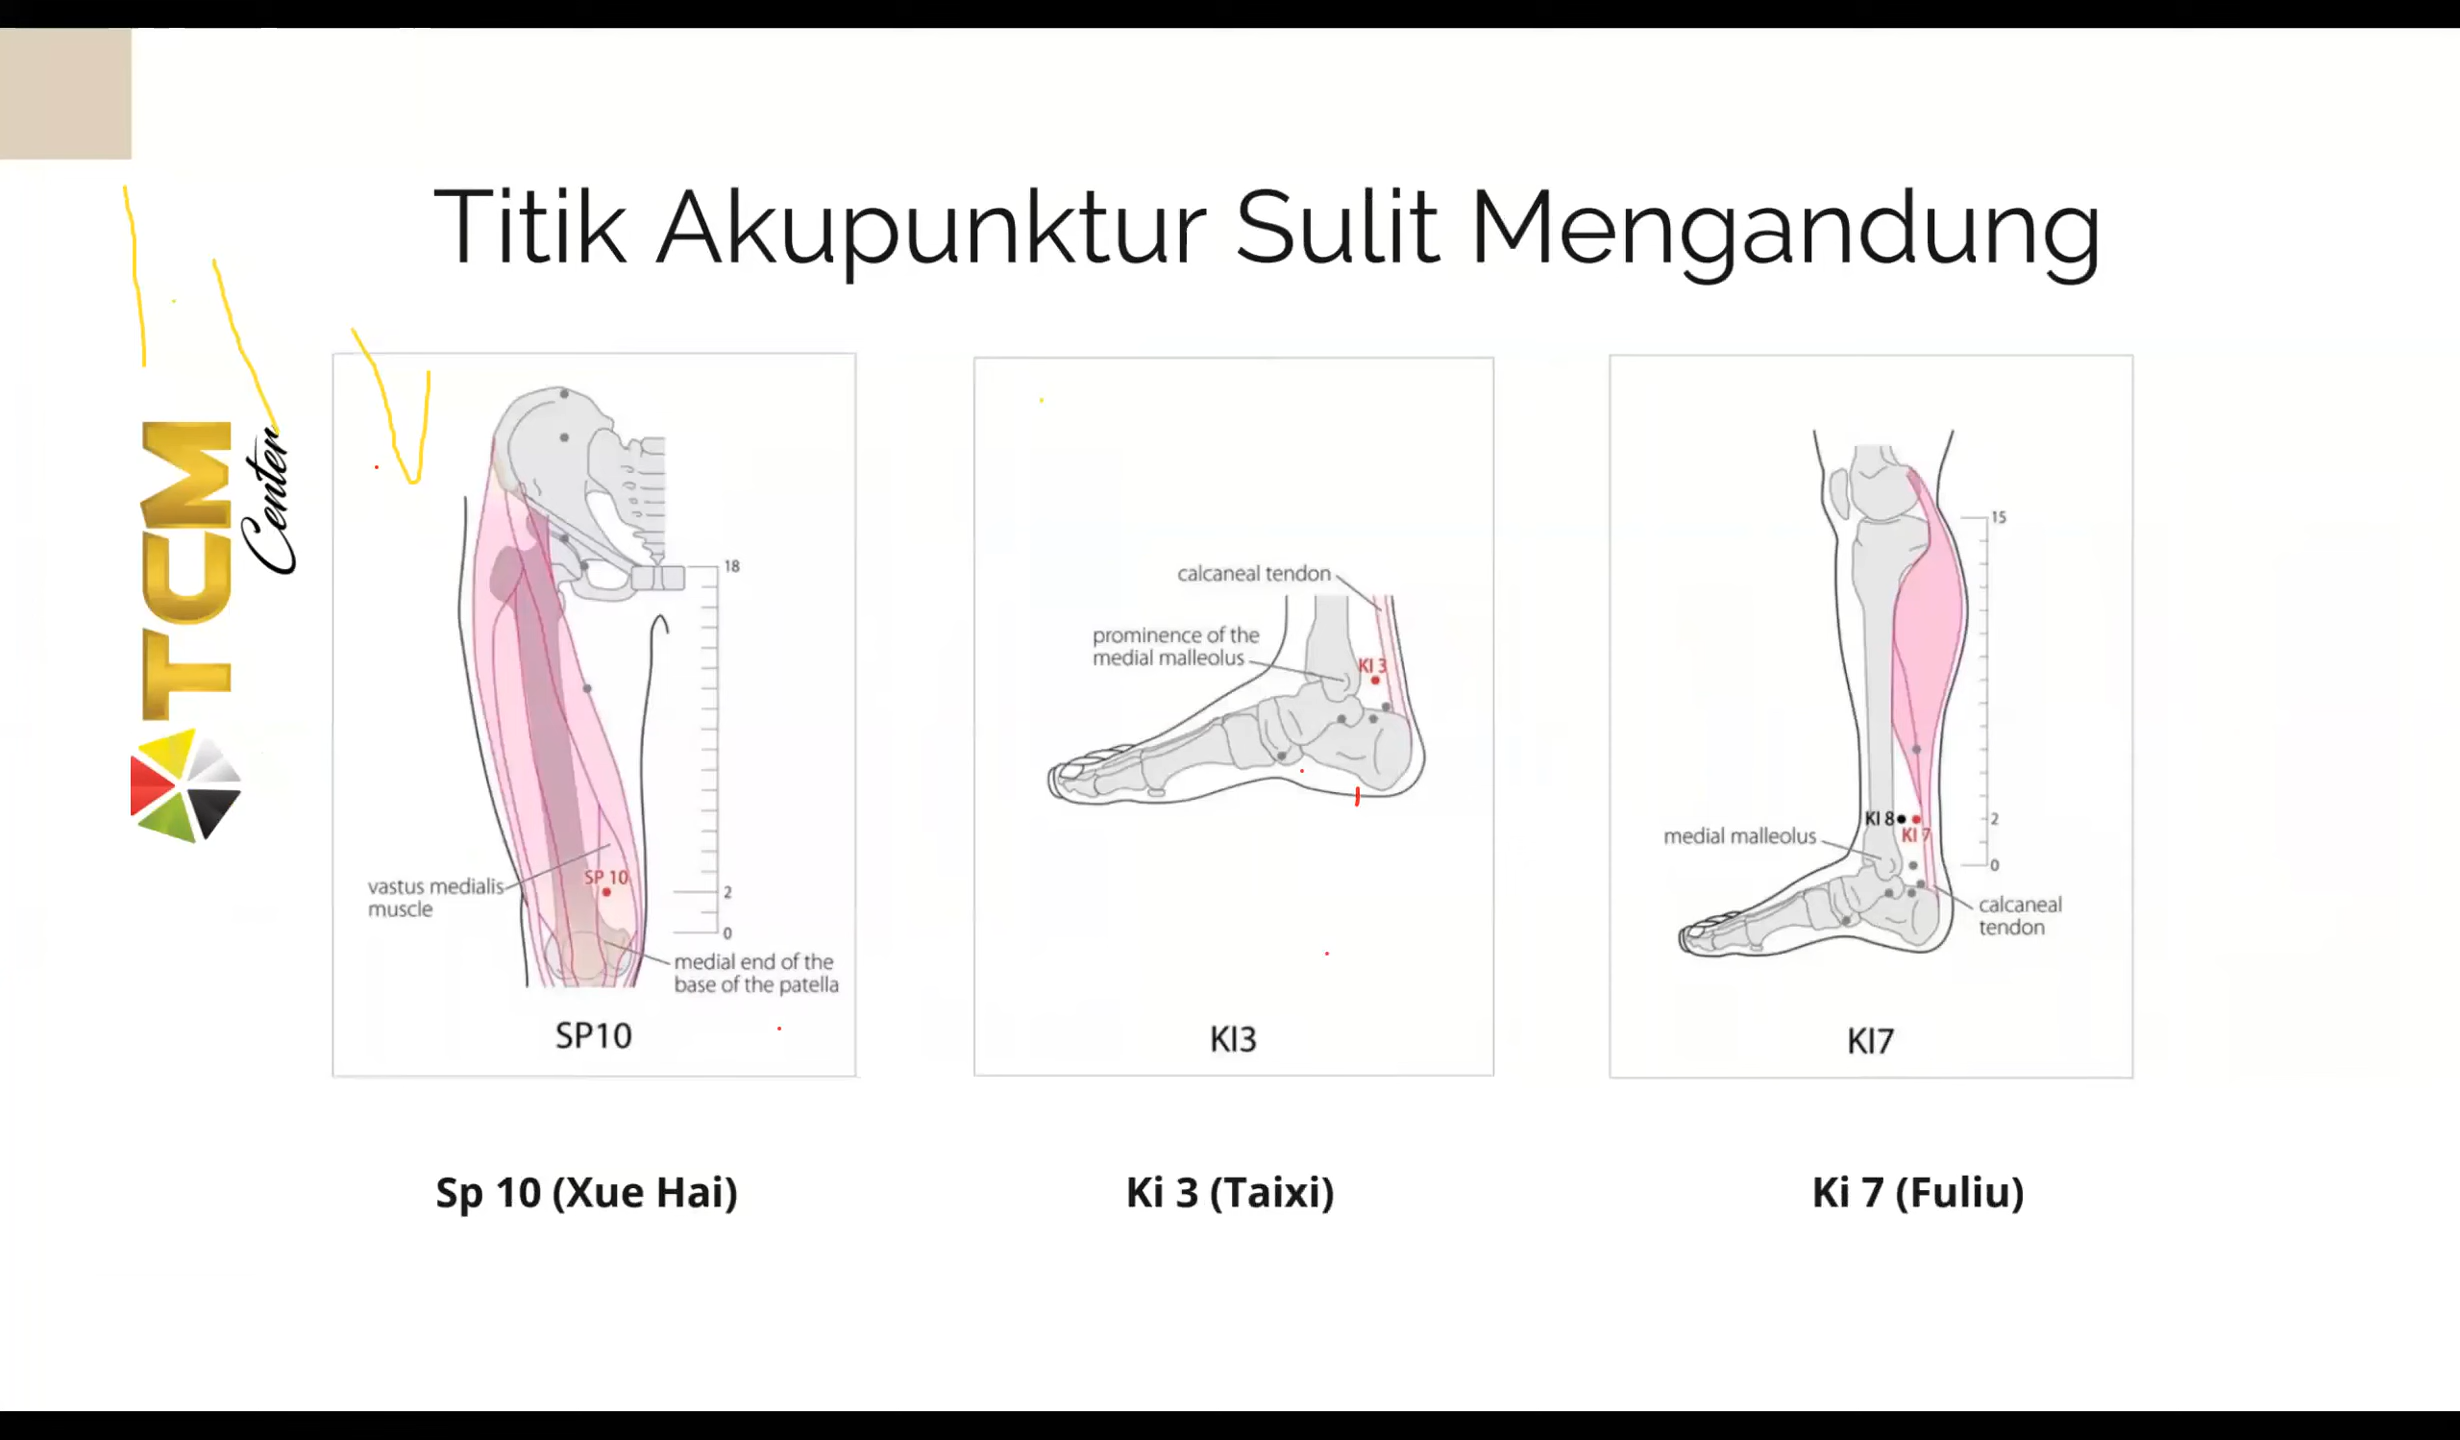 Titik Akupunktur Sulit Mengandung
TCM
Center
18
vastus medialis
muscle
SP 10
2
0
medial end of the
base of the patella
SP10
calcaneal tendon
prominence of the
medial malleolus
KI 3
KI3
15
KI 8
KI 7
2
medial malleolus
0
calcaneal
tendon
KI7
Sp 10 (Xue Hai)
Ki 3 (Taixi)
Ki 7 (Fuliu)